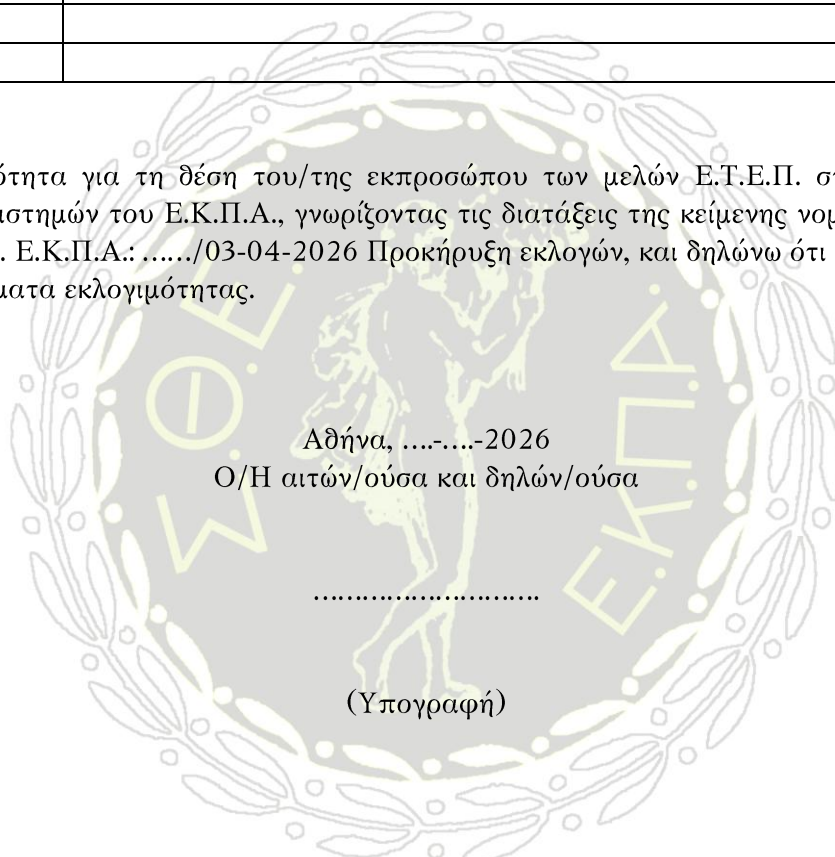 ότητα για τη θέση του/της εκπροσώπου των μελών Ε.Τ.Ε.Π. σ
ιστημών του Ε.Κ.Π.Α., γνωρίζοντας τις διατάξεις της κείμενης νομ
. Ε.Κ.Π.Α.: ....../03-04-2026 Προκήρυξη εκλογών, και δηλώνω ότι
ματα εκλογιμότητας.
Σ.Θ.Ε.
Ε.Κ.Π.Α.
Αθήνα, ....-....-2026
Ο/Η αιτών/ούσα και δηλών/ούσα
............................
(Υπογραφή)